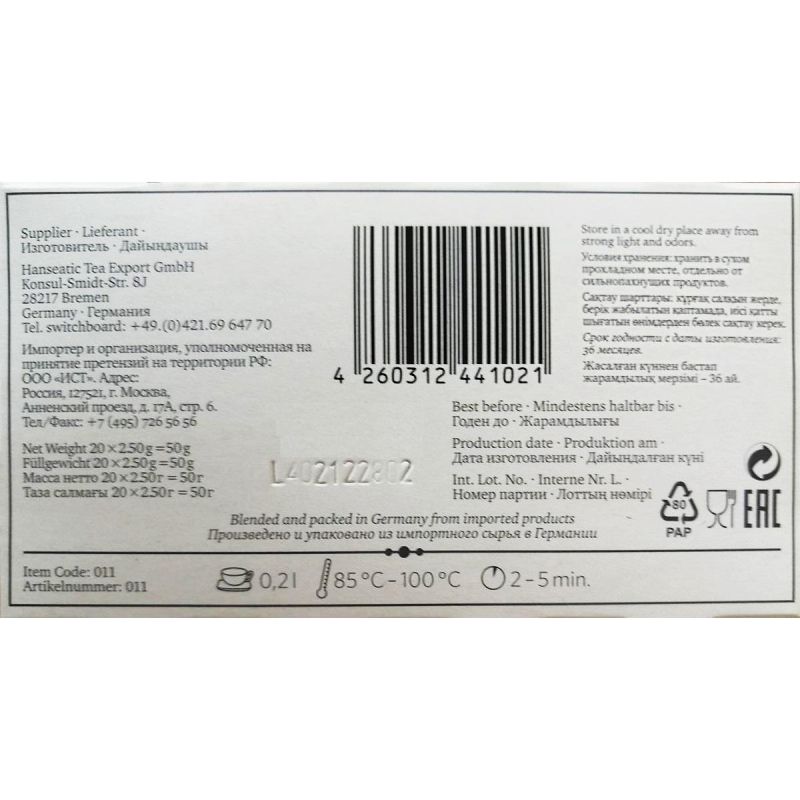 Supplier · Lieferant ·
Изготовитель · Дайындаушы
Hanseatic Tea Export GmbH
Konsul-Smidt-Str. 8J
28217 Bremen
Germany · Германия
Tel. switchboard: +49.(0)421.69 647 70
Импортер и организация, уполномоченная на
принятие претензий на территории РФ:
ООО «ИСТ». Адрес:
Россия, 127521, г. Москва,
Анненский проезд, д. 17А, стр. 6.
Тел/Факс: +7 (495) 726 56 56
Net Weight 20 × 2.50 g = 50g
Füllgewicht 20 × 2.50 g = 50g
Масса нетто 20 × 2.50г = 50г
Таза салмағы 20 × 2.50г = 50г
4 260312 441021
Store in a cool dry place away from
strong light and odors.
Условия хранения: хранить в сухом
прохладном месте, отдельно от
сильнопахнущих продуктов.
Сақтау шарттары: құрғақ салқын жерде,
берік жабылатын қаптамада, иісі қатты
шығатын өнімдерден бөлек сақтау керек.
Срок годности с даты изготовления:
36 месяцев.
Жасалған күннен бастап
жарамдылық мерзімі – 36 ай.
Best before · Mindestens haltbar bis ·
Годен до · Жарамдылығы
Production date · Produktion am ·
Дата изготовления · Дайындалған күні
Int. Lot. No. · Interne Nr. L. ·
Номер партии · Лоттың нөмірі
L402122802
80
PAP
EAC
Blended and packed in Germany from imported products
Произведено и упаковано из импортного сырья в Германии
Item Code: 011
Artikelnummer: 011
0,2 l
85 °C – 100 °C
2 – 5 min.